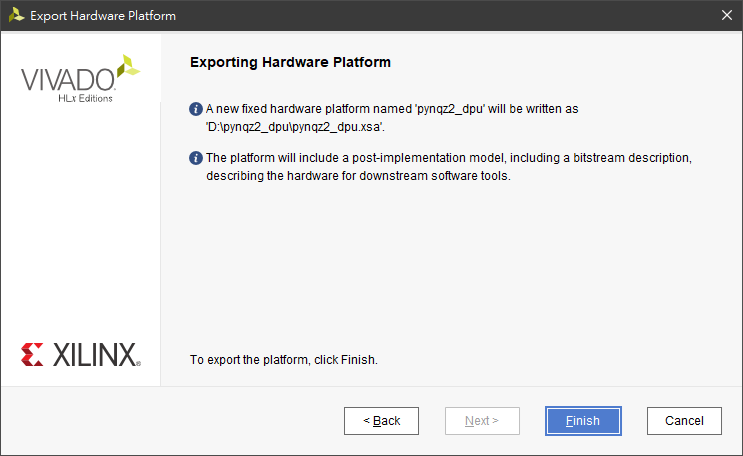 Export Hardware Platform
VIVADO.
HLx Editions
Exporting Hardware Platform
A new fixed hardware platform named 'pynqz2_dpu' will be written as
'D:\pynqz2_dpu\pynqz2_dpu.xsa'.
The platform will include a post-implementation model, including a bitstream description,
describing the hardware for downstream software tools.
XILINX®
To export the platform, click Finish.
< Back
Next >
Finish
Cancel